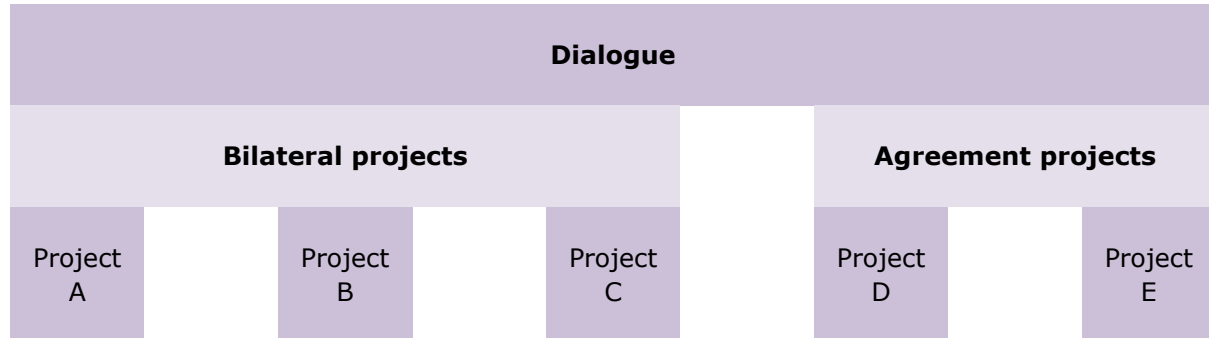 Dialogue
Bilateral projects
Agreement projects
Project
A
Project
B
Project
C
Project
D
Project
E